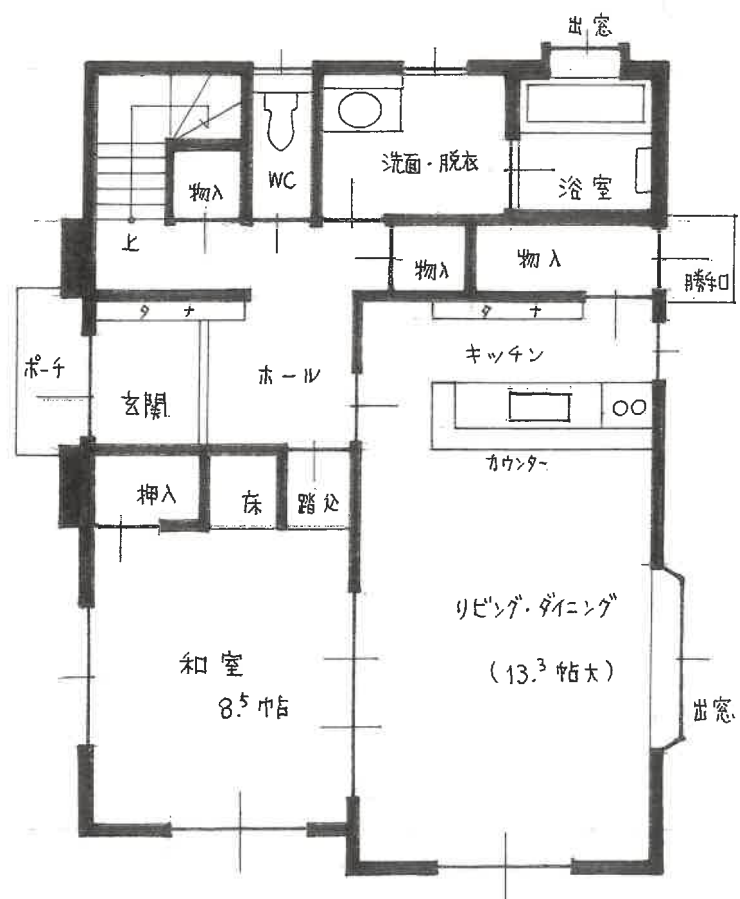 出窓
洗面・脱衣
WC
物入
浴室
上
物入
物入
勝手口
タナ
タナ
ポーチ
ホール
キッチン
玄関
カウンター
押入
床
踏込
リビング・ダイニング
和室
(13.3 帖大)
8.5 帖
出窓